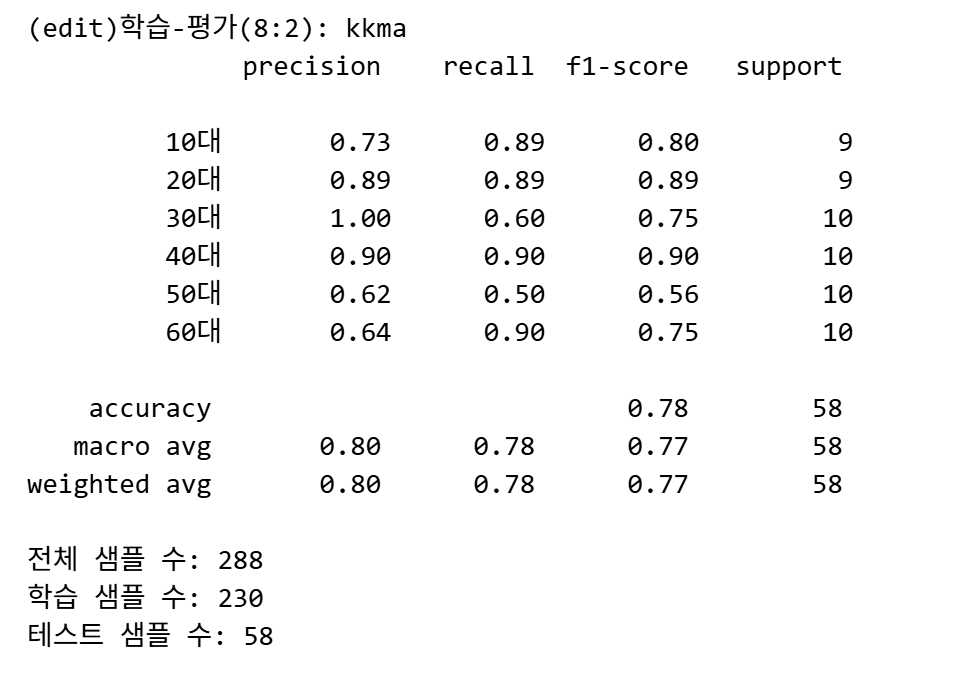 (edit)학습-평가(8:2): kkma
precision recall f1-score support
10대 0.73 0.89 0.80 9
20대 0.89 0.89 0.89 9
30대 1.00 0.60 0.75 10
40대 0.90 0.90 0.90 10
50대 0.62 0.50 0.56 10
60대 0.64 0.90 0.75 10
accuracy 0.78 58
macro avg 0.80 0.78 0.77 58
weighted avg 0.80 0.78 0.77 58
전체 샘플 수: 288
학습 샘플 수: 230
테스트 샘플 수: 58